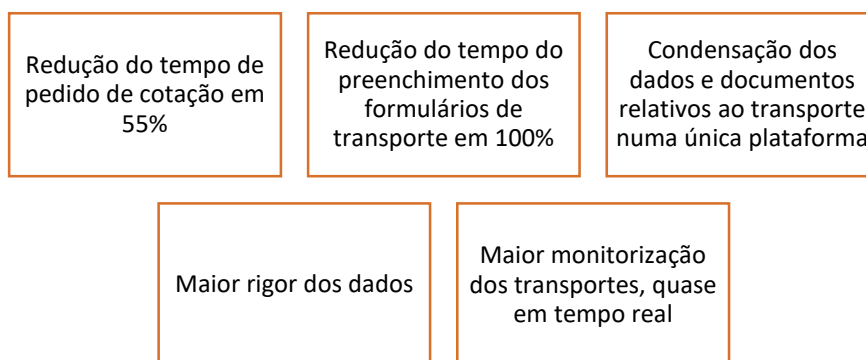 Redução do tempo de
pedido de cotação em
55%
Redução do tempo do
preenchimento dos
formulários de
transporte em 100%
Condensação dos
dados e documentos
relativos ao transporte
numa única plataforma
Maior rigor dos dados
Maior monitorização
dos transportes, quase
em tempo real